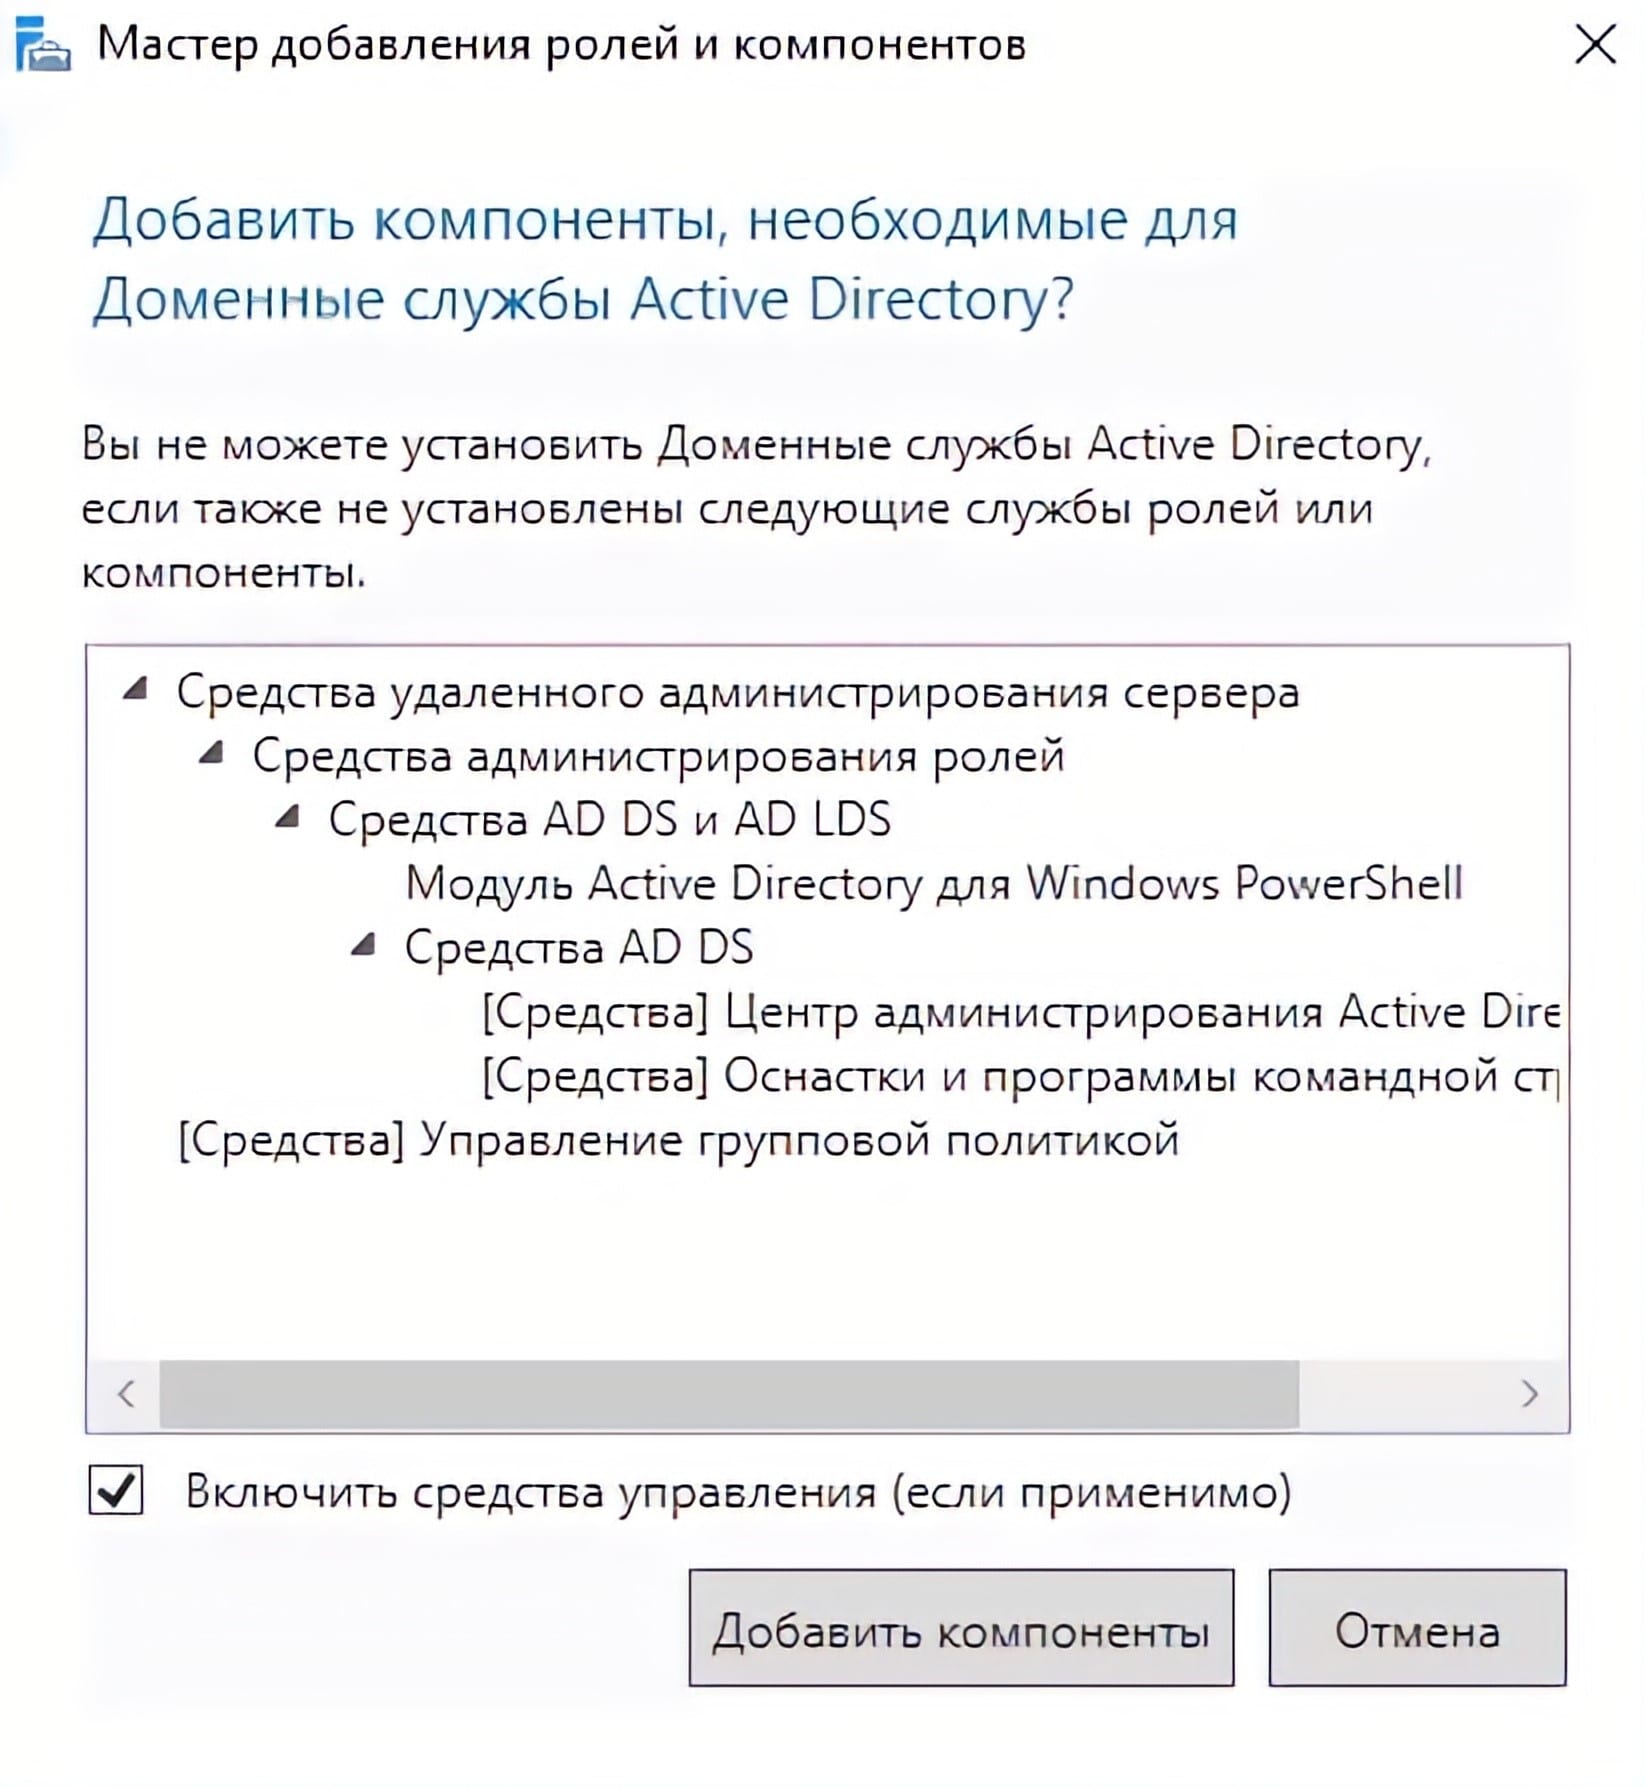 Мастер добавления ролей и компонентов
Добавить компоненты, необходимые для
Доменные службы Active Directory?
Вы не можете установить Доменные службы Active Directory,
если также не установлены следующие службы ролей или
компоненты.
Средства удаленного администрирования сервера
Средства администрирования ролей
Средства AD DS и AD LDS
Модуль Active Directory для Windows PowerShell
Средства AD DS
[Средства] Центр администрирования Active Dire
[Средства] Оснастки и программы командной ст
[Средства] Управление групповой политикой
Включить средства управления (если применимо)
Добавить компоненты
Отмена